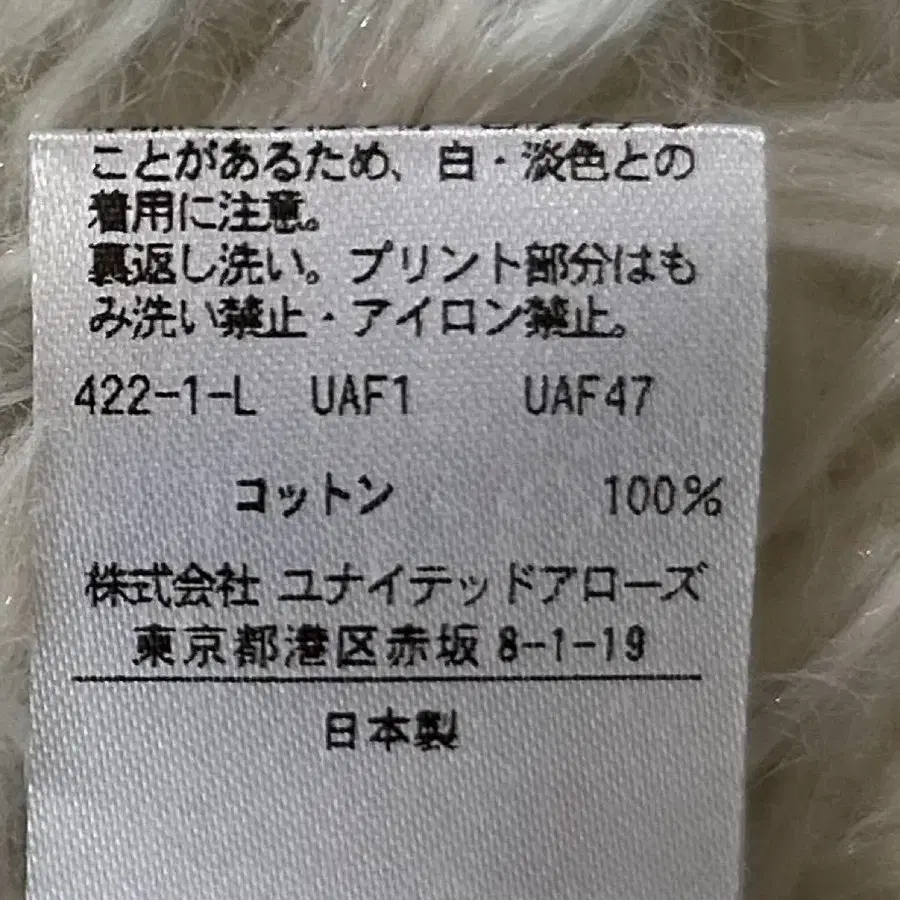 ことがあるため、白・淡色との
着用に注意。
裏返し洗い。プリント部分はも
み洗い禁止・アイロン禁止。
422-1-L UAF1 UAF47
コットン 100%
株式会社 ユナイテッドアローズ
東京都港区赤坂 8-1-19
日本製